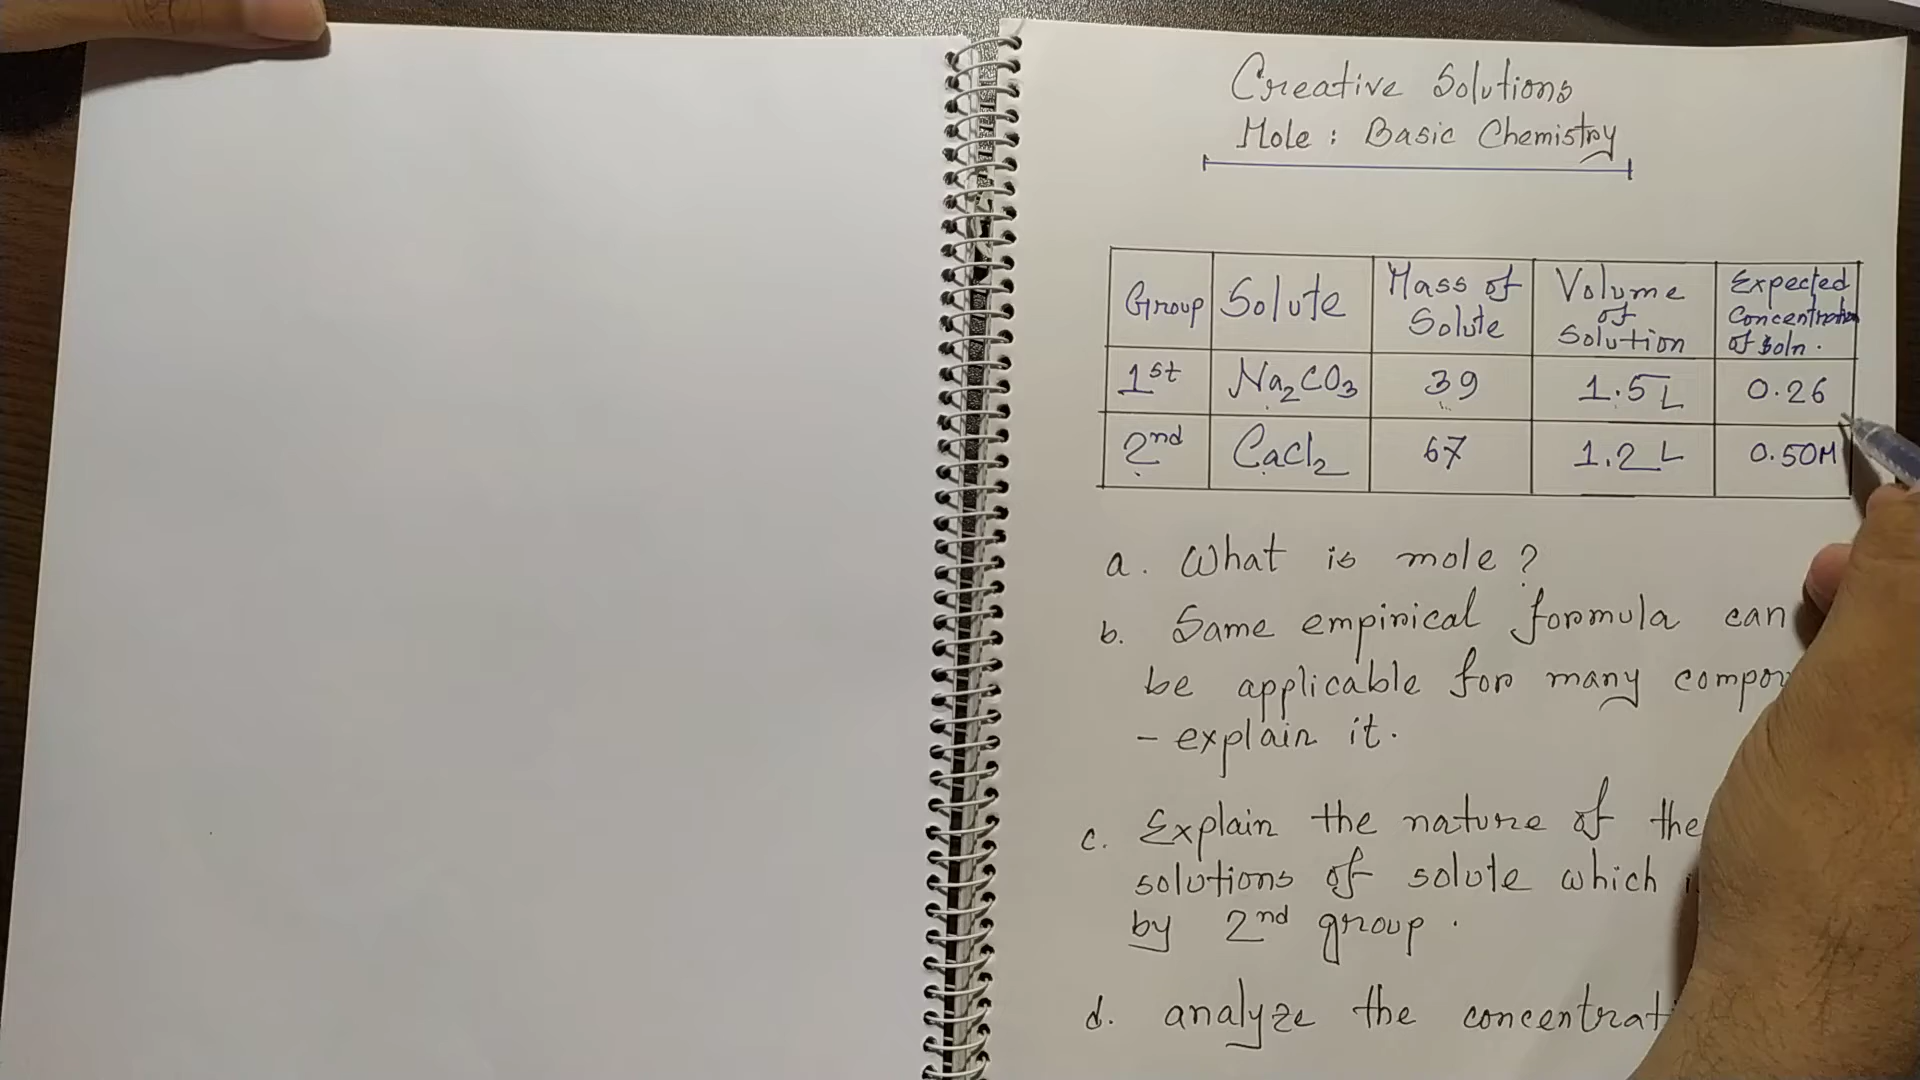 Creative Solutions
Mole : Basic Chemistry
Group Solute Mass of Solute Volume of Solution Expected Concentration of soln.
1st Na2CO3 39 1.5 L 0.26
2nd CaCl2 67 1.2 L 0.50M
a. What is mole?
b. Same empirical formula can
be applicable for many
- explain it.
c. Explain the nature of the
solutions of solute which
by 2nd group.
d. analyze the